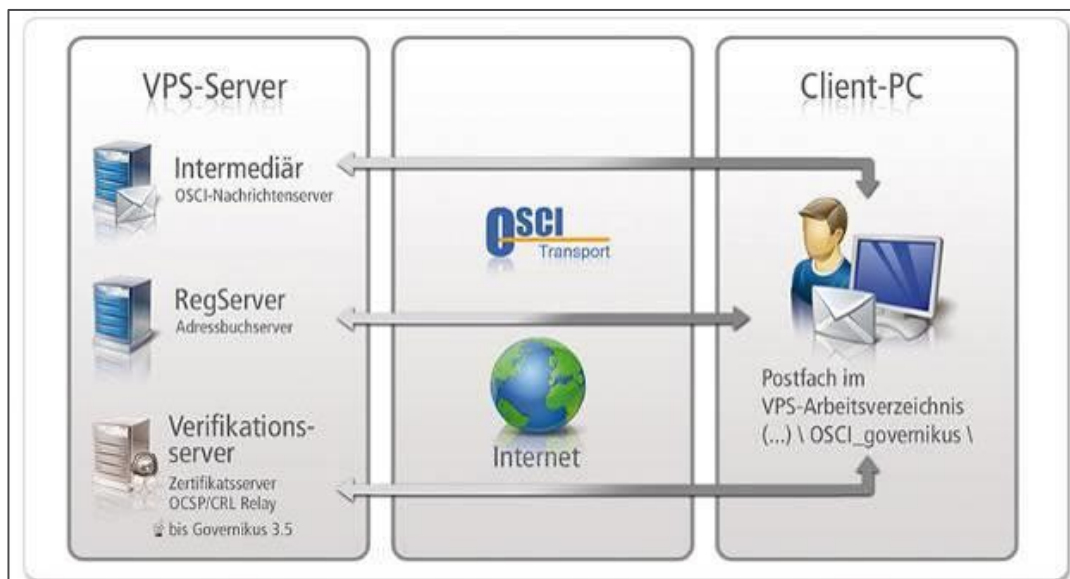 VPS-Server
Intermediär
OSCI-Nachrichtenserver
RegServer
Adressbuchserver
Verifikations-
server
Zertifikatsserver
OCSP/CRL Relay
bis Governikus 3.5
OSCI
Transport
Internet
Client-PC
Postfach im
VPS-Arbeitsverzeichnis
(...) \ OSCI_governikus \